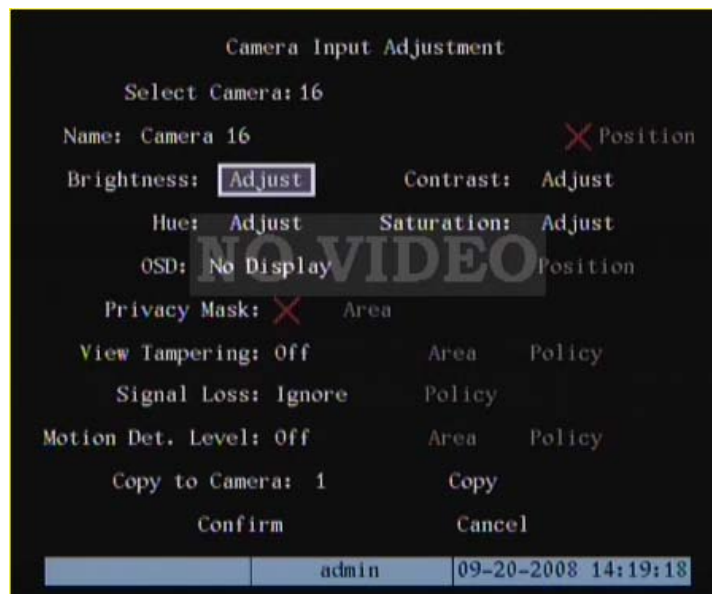 Camera Input Adjustment
Select Camera: 16
Name: Camera 16 Position
Brightness: Adjust Contrast: Adjust
Hue: Adjust Saturation: Adjust
NO VIDEO
OSD: No Display Position
Privacy Mask: Area
View Tampering: Off Area Policy
Signal Loss: Ignore Policy
Motion Det. Level: Off Area Policy
Copy to Camera: 1 Copy
Confirm Cancel
admin 09-20-2008 14:19:18